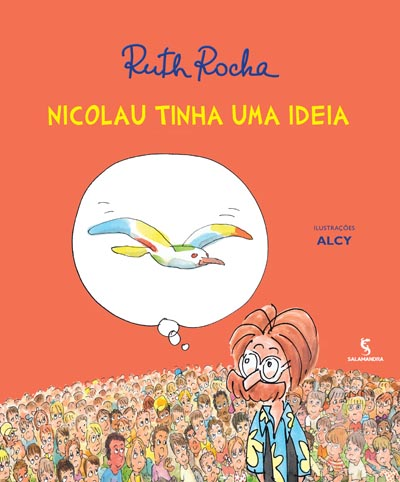 Ruth Rocha
NICOLAU TINHA UMA IDEIA
ILUSTRAÇÕES
ALCY
SALAMANDRA